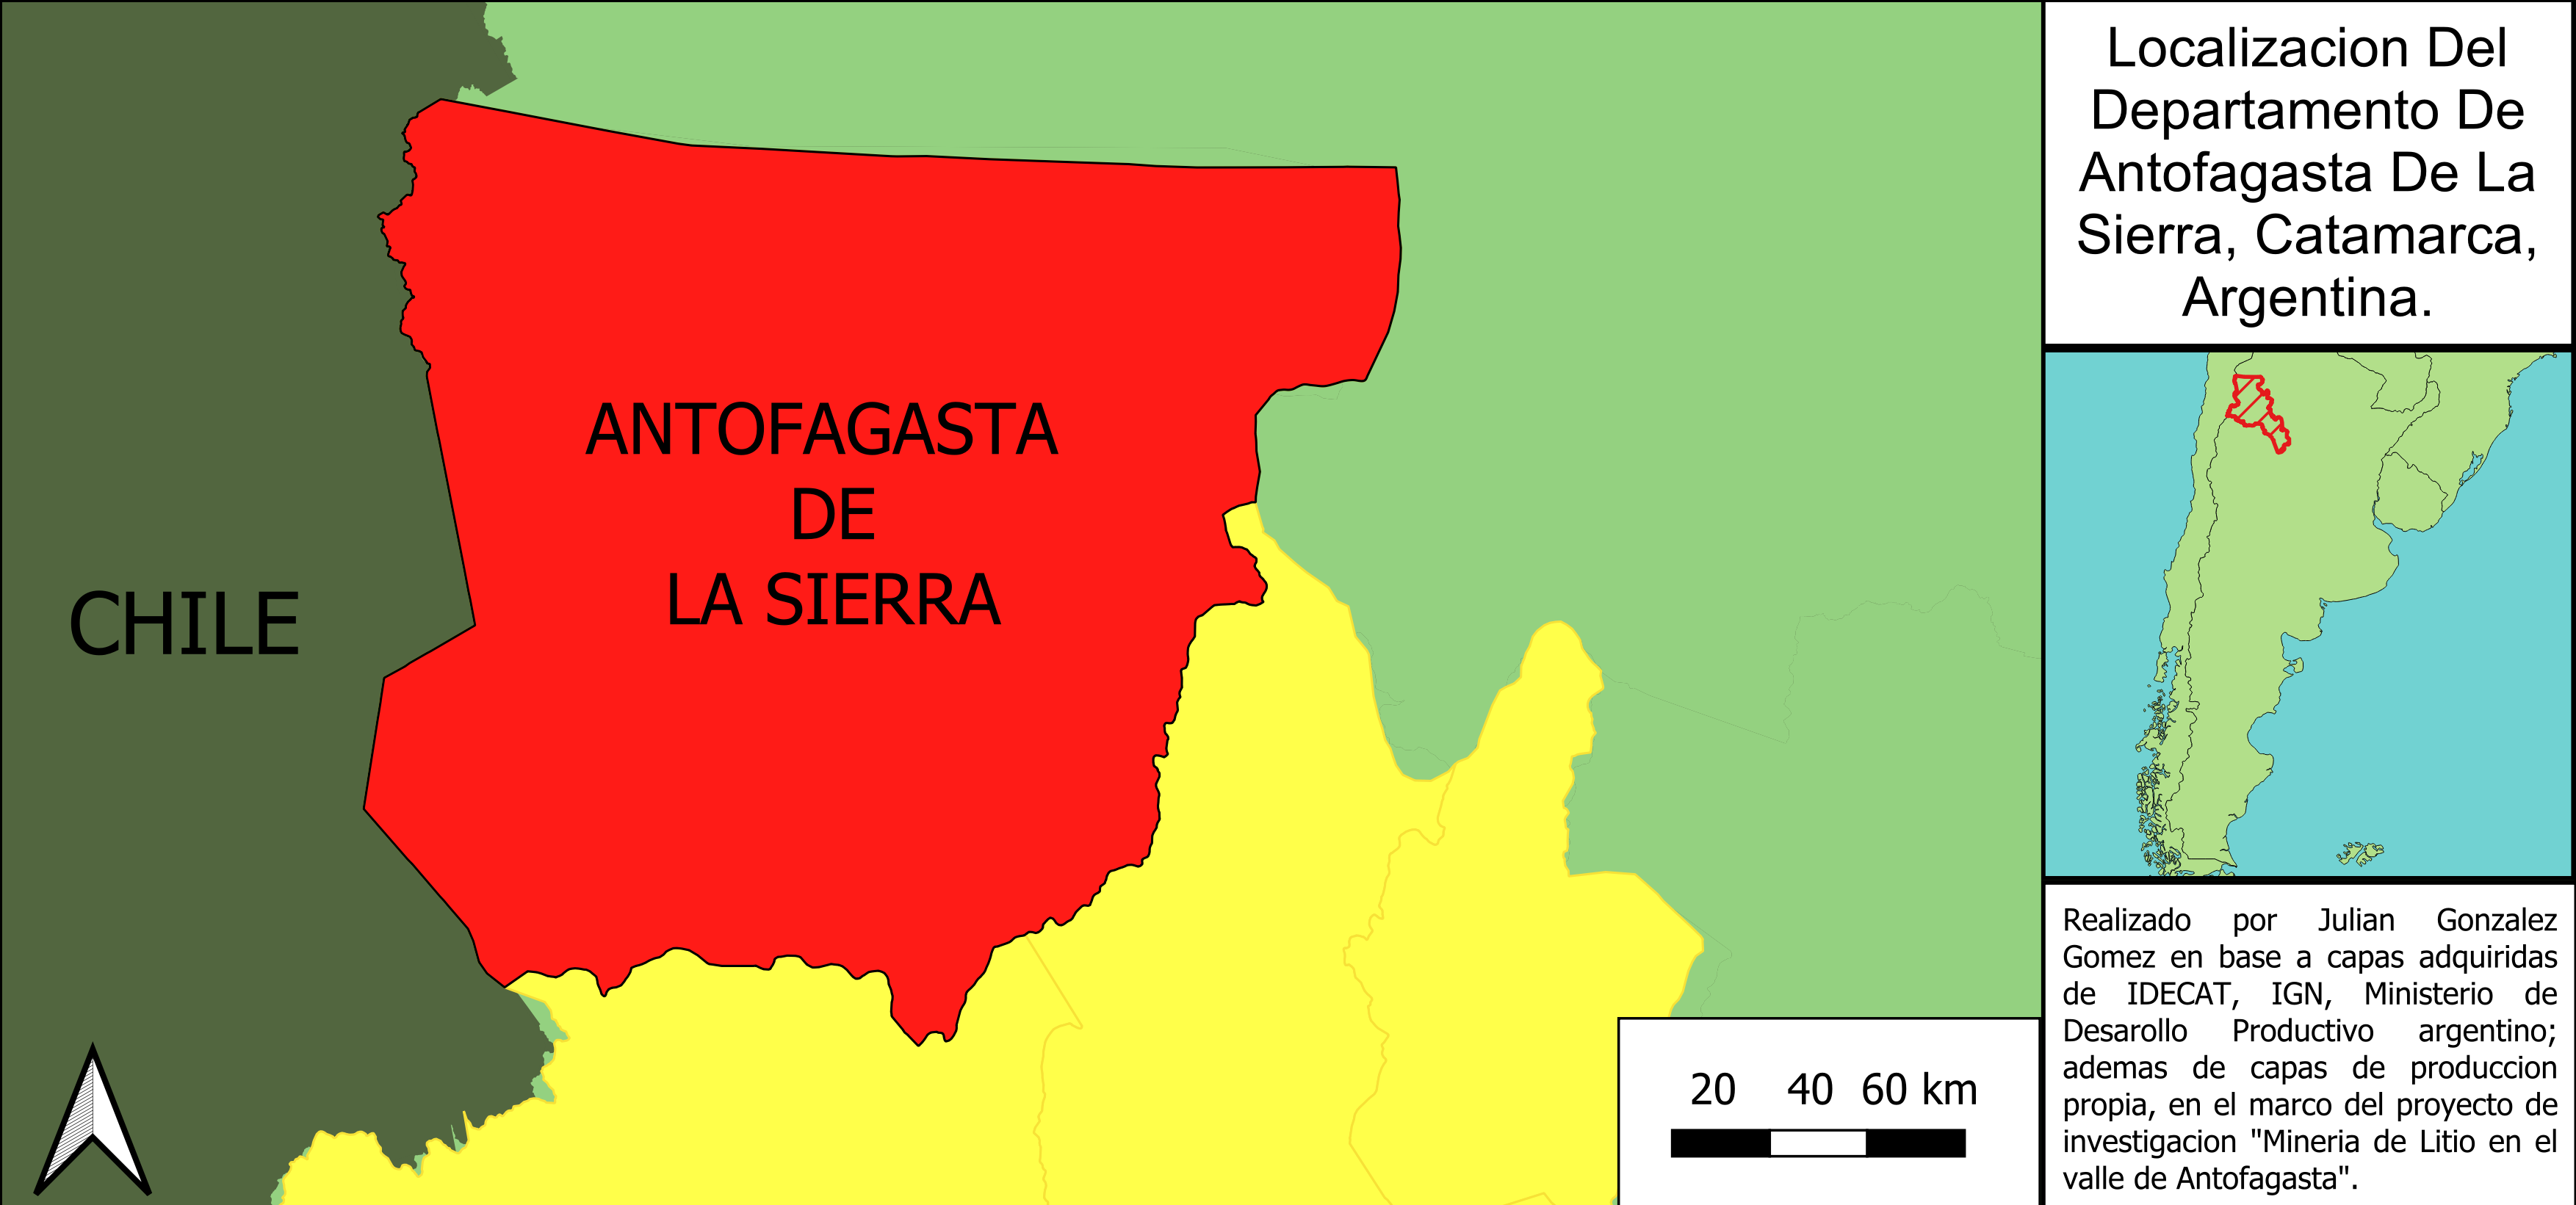 Localizacion Del
Departamento De
Antofagasta De La
Sierra, Catamarca,
Argentina.
ANTOFAGASTA
DE
LA SIERRA
CHILE
20 40 60 km
Realizado por Julian Gonzalez
Gomez en base a capas adquiridas
de IDECAT, IGN, Ministerio de
Desarollo Productivo argentino;
ademas de capas de produccion
propia, en el marco del proyecto de
investigacion "Mineria de Litio en el
valle de Antofagasta".